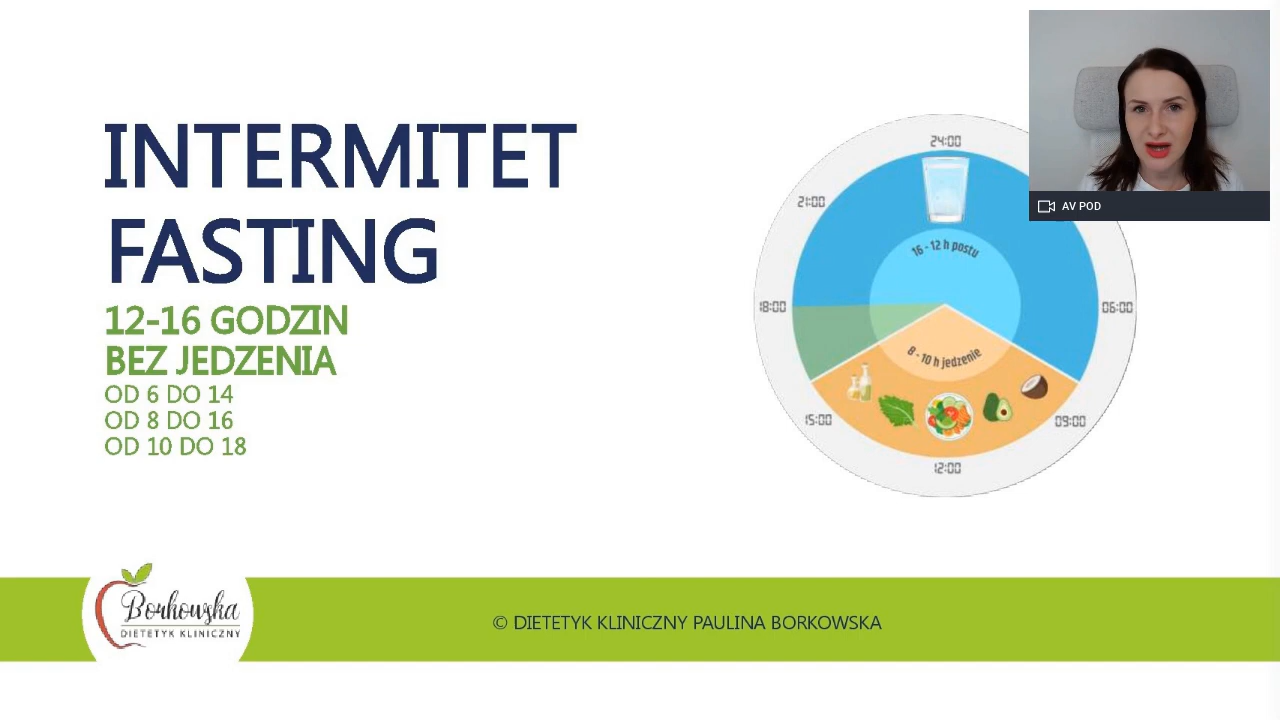 INTERMITET
FASTING
12-16 GODZIN
BEZ JEDZENIA
OD 6 DO 14
OD 8 DO 16
OD 10 DO 18
24:00
21:00
18:00
15:00
12:00
09:00
06:00
16 - 12 h postu
8 - 10 h jedzenie
AV POD
Borkowska
DIETETYK KLINICZNY
© DIETETYK KLINICZNY PAULINA BORKOWSKA